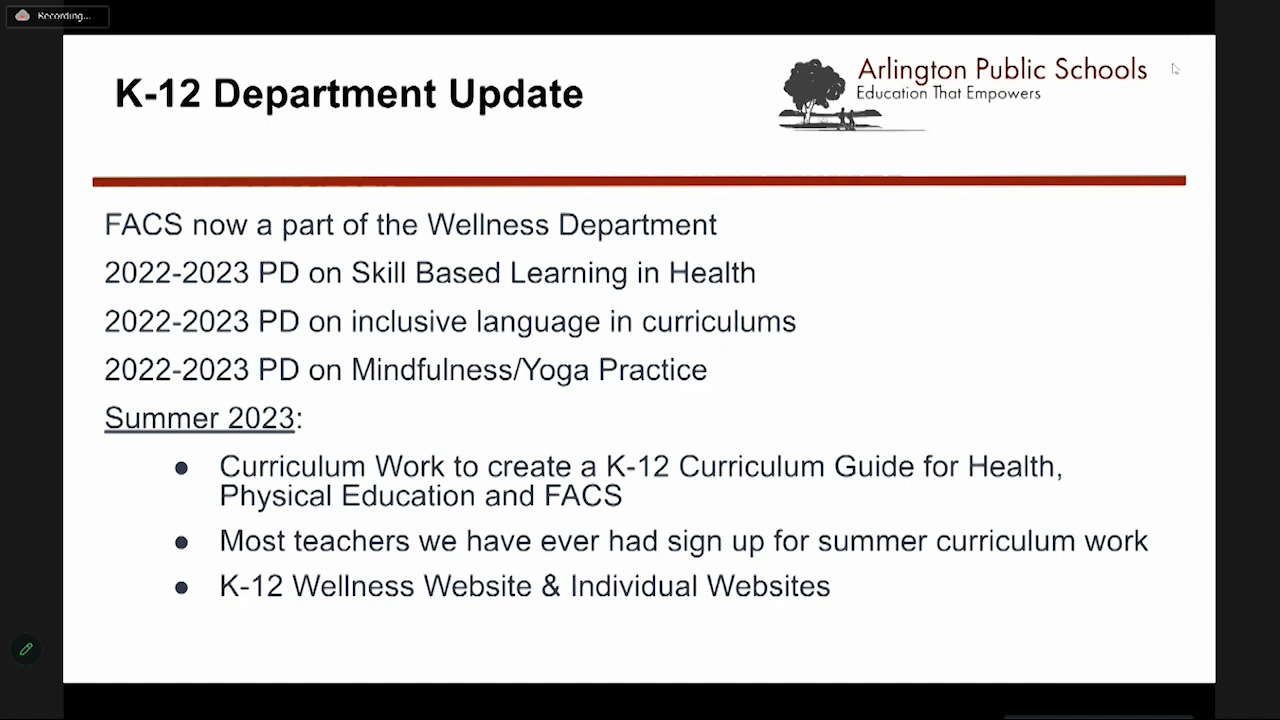 Recording...
K-12 Department Update
Arlington Public Schools
Education That Empowers
FACS now a part of the Wellness Department
2022-2023 PD on Skill Based Learning in Health
2022-2023 PD on inclusive language in curriculums
2022-2023 PD on Mindfulness/Yoga Practice
Summer 2023:
● Curriculum Work to create a K-12 Curriculum Guide for Health,
Physical Education and FACS
● Most teachers we have ever had sign up for summer curriculum work
● K-12 Wellness Website & Individual Websites